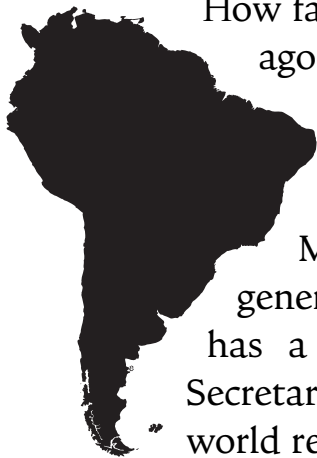 How fa
ago
M
gener
has a
Secretar
world re